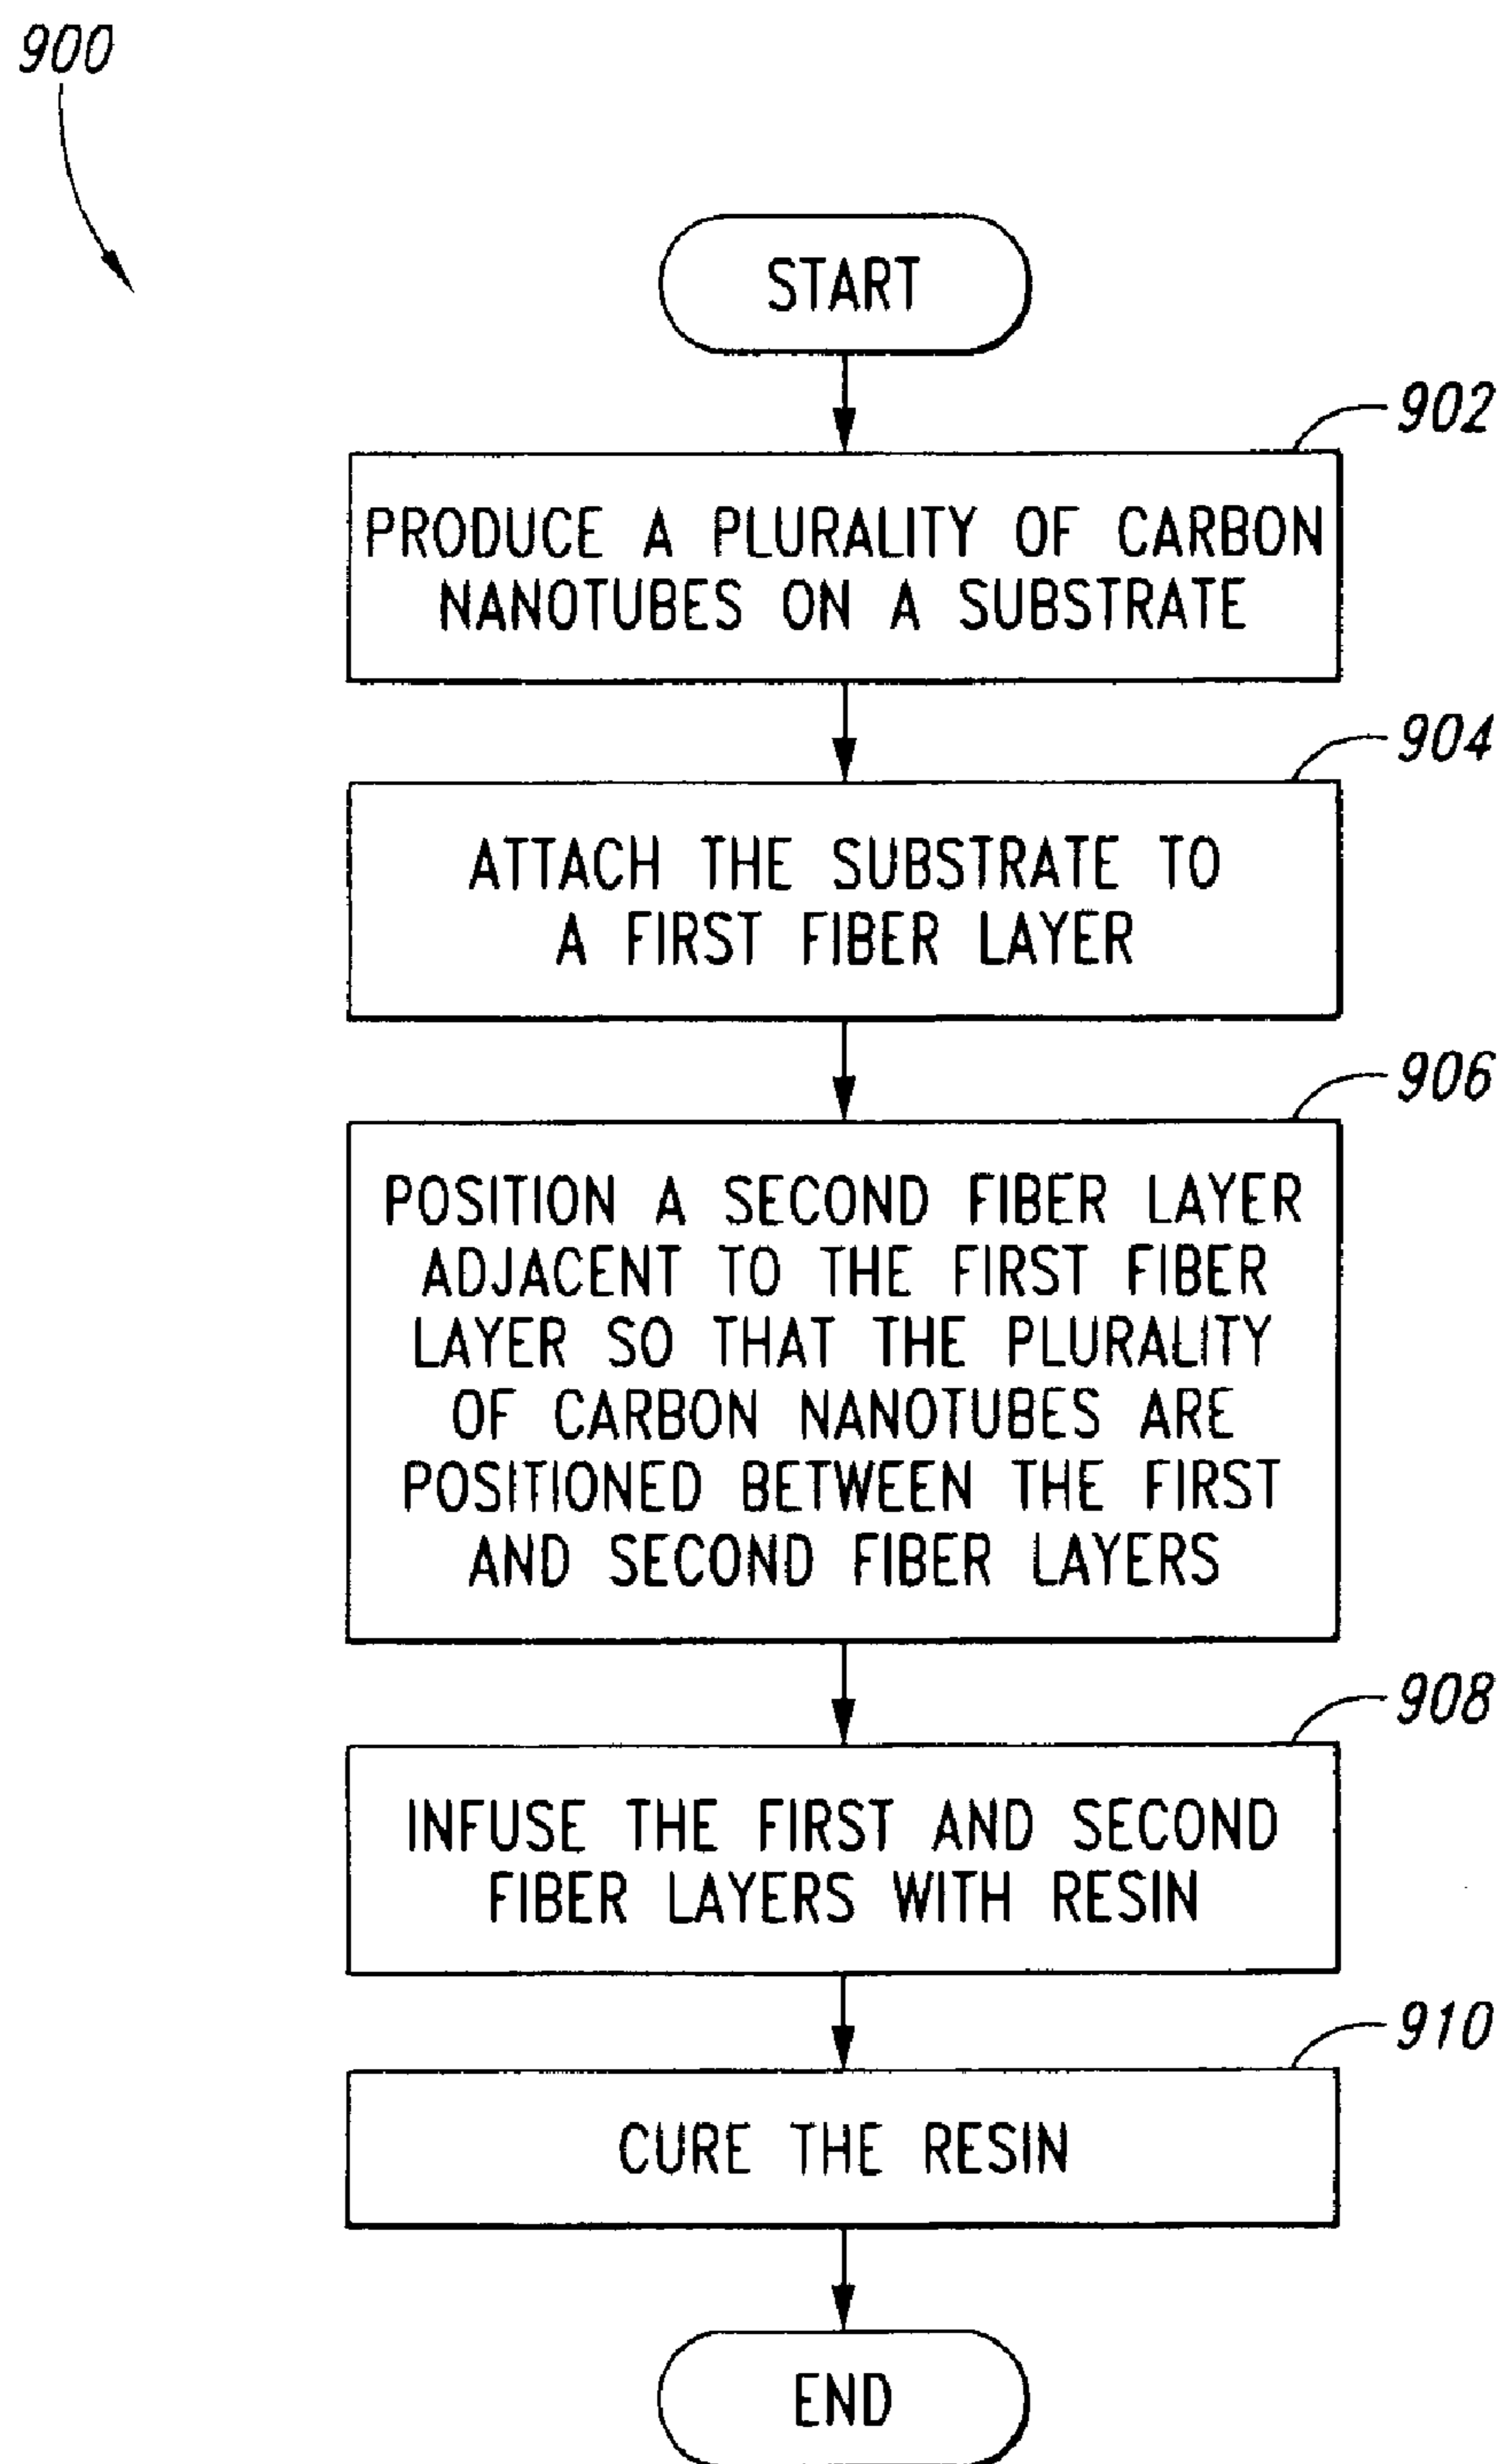 900
START
902
PRODUCE A PLURALITY OF CARBON
NANOTUBES ON A SUBSTRATE
904
ATTACH THE SUBSTRATE TO
A FIRST FIBER LAYER
906
POSITION A SECOND FIBER LAYER
ADJACENT TO THE FIRST FIBER
LAYER SO THAT THE PLURALITY
OF CARBON NANOTUBES ARE
POSITIONED BETWEEN THE FIRST
AND SECOND FIBER LAYERS
908
INFUSE THE FIRST AND SECOND
FIBER LAYERS WITH RESIN
910
CURE THE RESIN
END